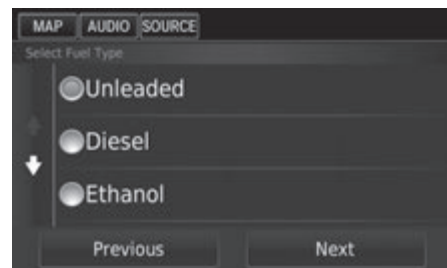 MAP AUDIO SOURCE
Select Fuel Type
Unleaded
Diesel
Ethanol
Previous Next